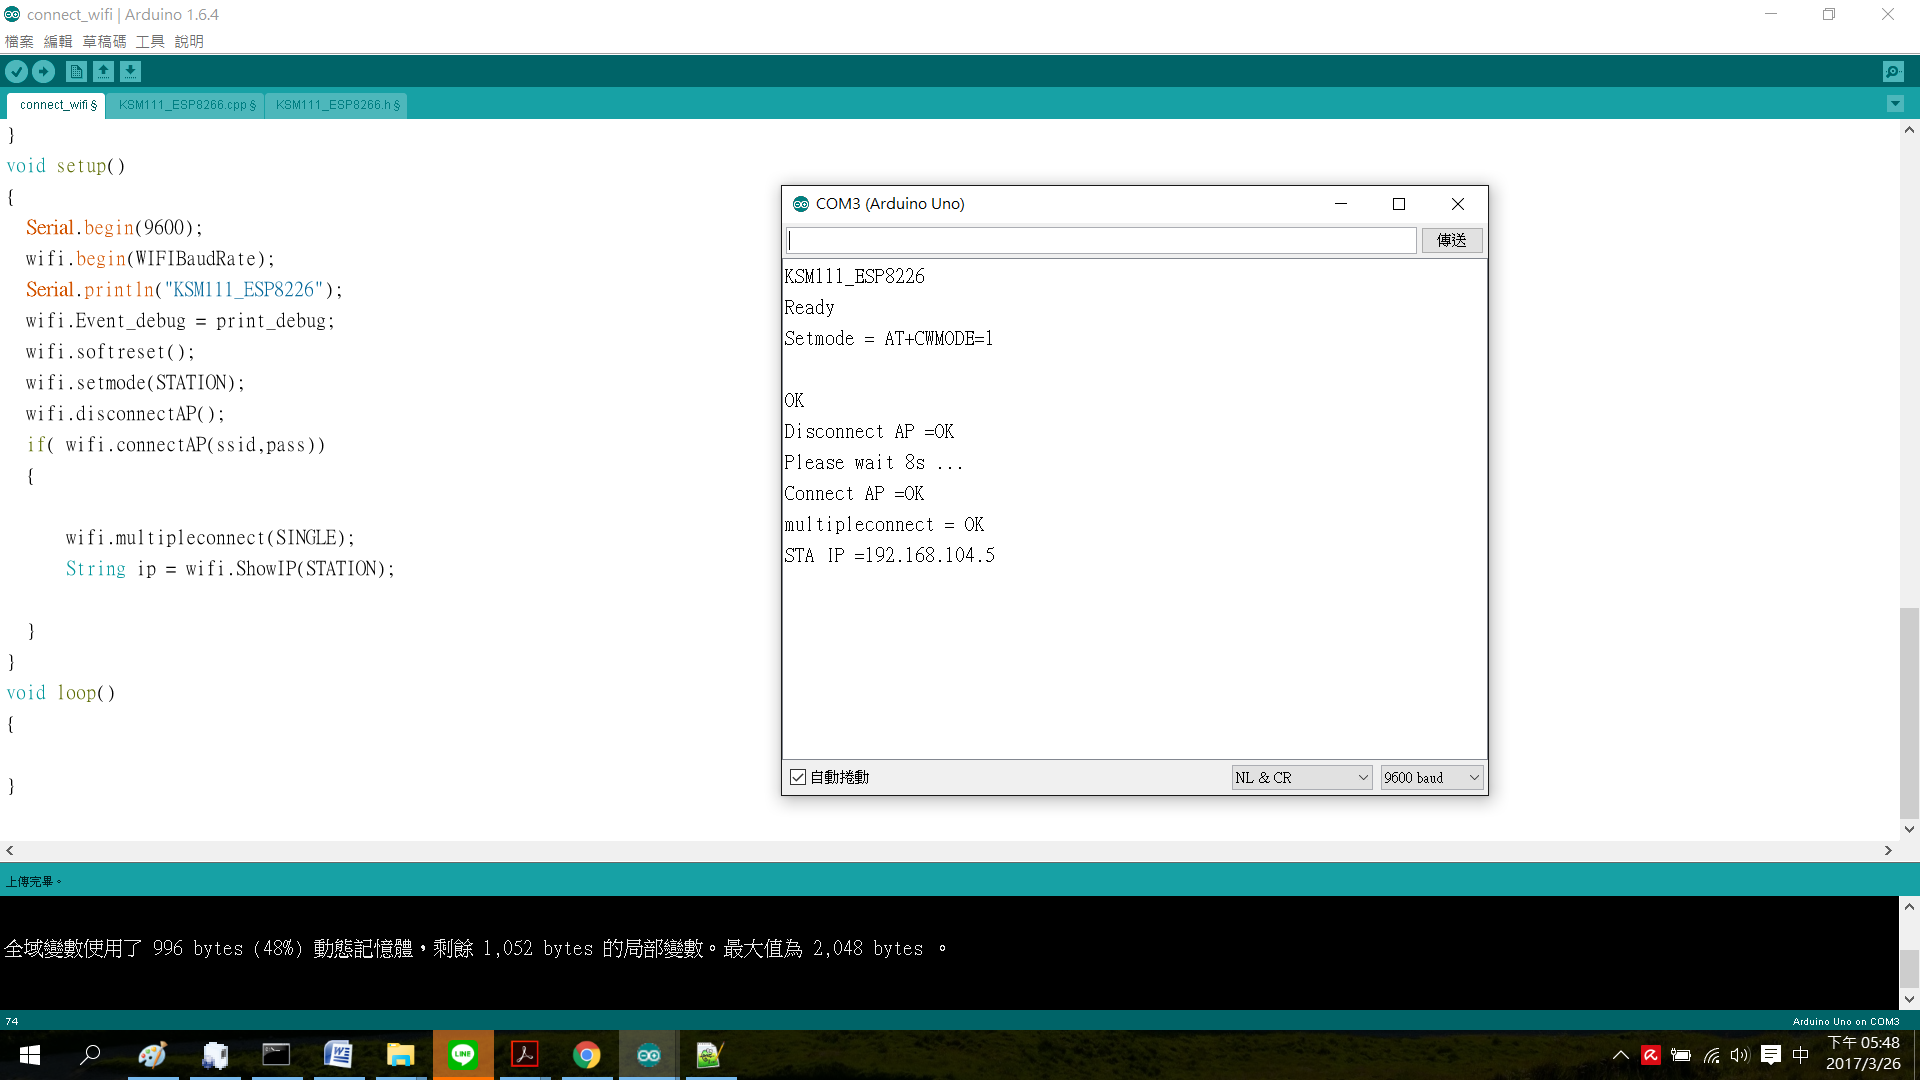 connect_wifi | Arduino 1.6.4
檔案 編輯 草稿碼 工具 說明
connect_wifi § KSM111_ESP8266.cpp § KSM111_ESP8266.h §
}
void setup()
{
Serial.begin(9600);
wifi.begin(WIFIBaudRate);
Serial.println("KSM111_ESP8226");
wifi.Event_debug = print_debug;
wifi.softreset();
wifi.setmode(STATION);
wifi.disconnectAP();
if( wifi.connectAP(ssid,pass))
{
wifi.multipleconnect(SINGLE);
String ip = wifi.ShowIP(STATION);
}
}
void loop()
{
}
COM3 (Arduino Uno)
傳送
KSM111_ESP8226
Ready
Setmode = AT+CWMODE=1
OK
Disconnect AP =OK
Please wait 8s ...
Connect AP =OK
multipleconnect = OK
STA IP =192.168.104.5
自動捲動 NL & CR 9600 baud
上傳完畢。
全域變數使用了 996 bytes (48%) 動態記憶體，剩餘 1,052 bytes 的局部變數。最大值為 2,048 bytes 。
74 Arduino Uno on COM3
LINE
中
下午 05:48
2017/3/26